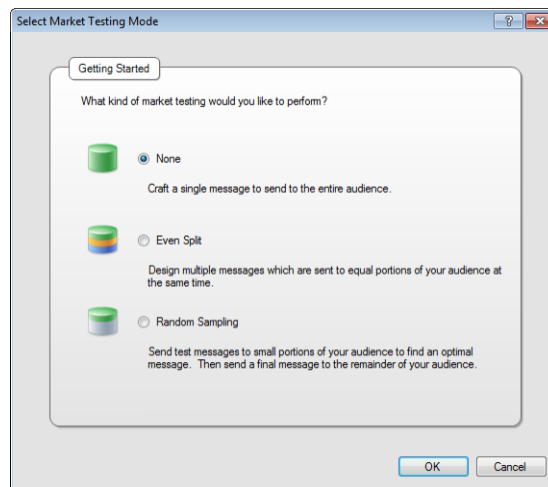 Select Market Testing Mode
?
Getting Started
What kind of market testing would you like to perform?
None
Craft a single message to send to the entire audience.
Even Split
Design multiple messages which are sent to equal portions of your audience at
the same time.
Random Sampling
Send test messages to small portions of your audience to find an optimal
message.  Then send a final message to the remainder of your audience.
OK
Cancel